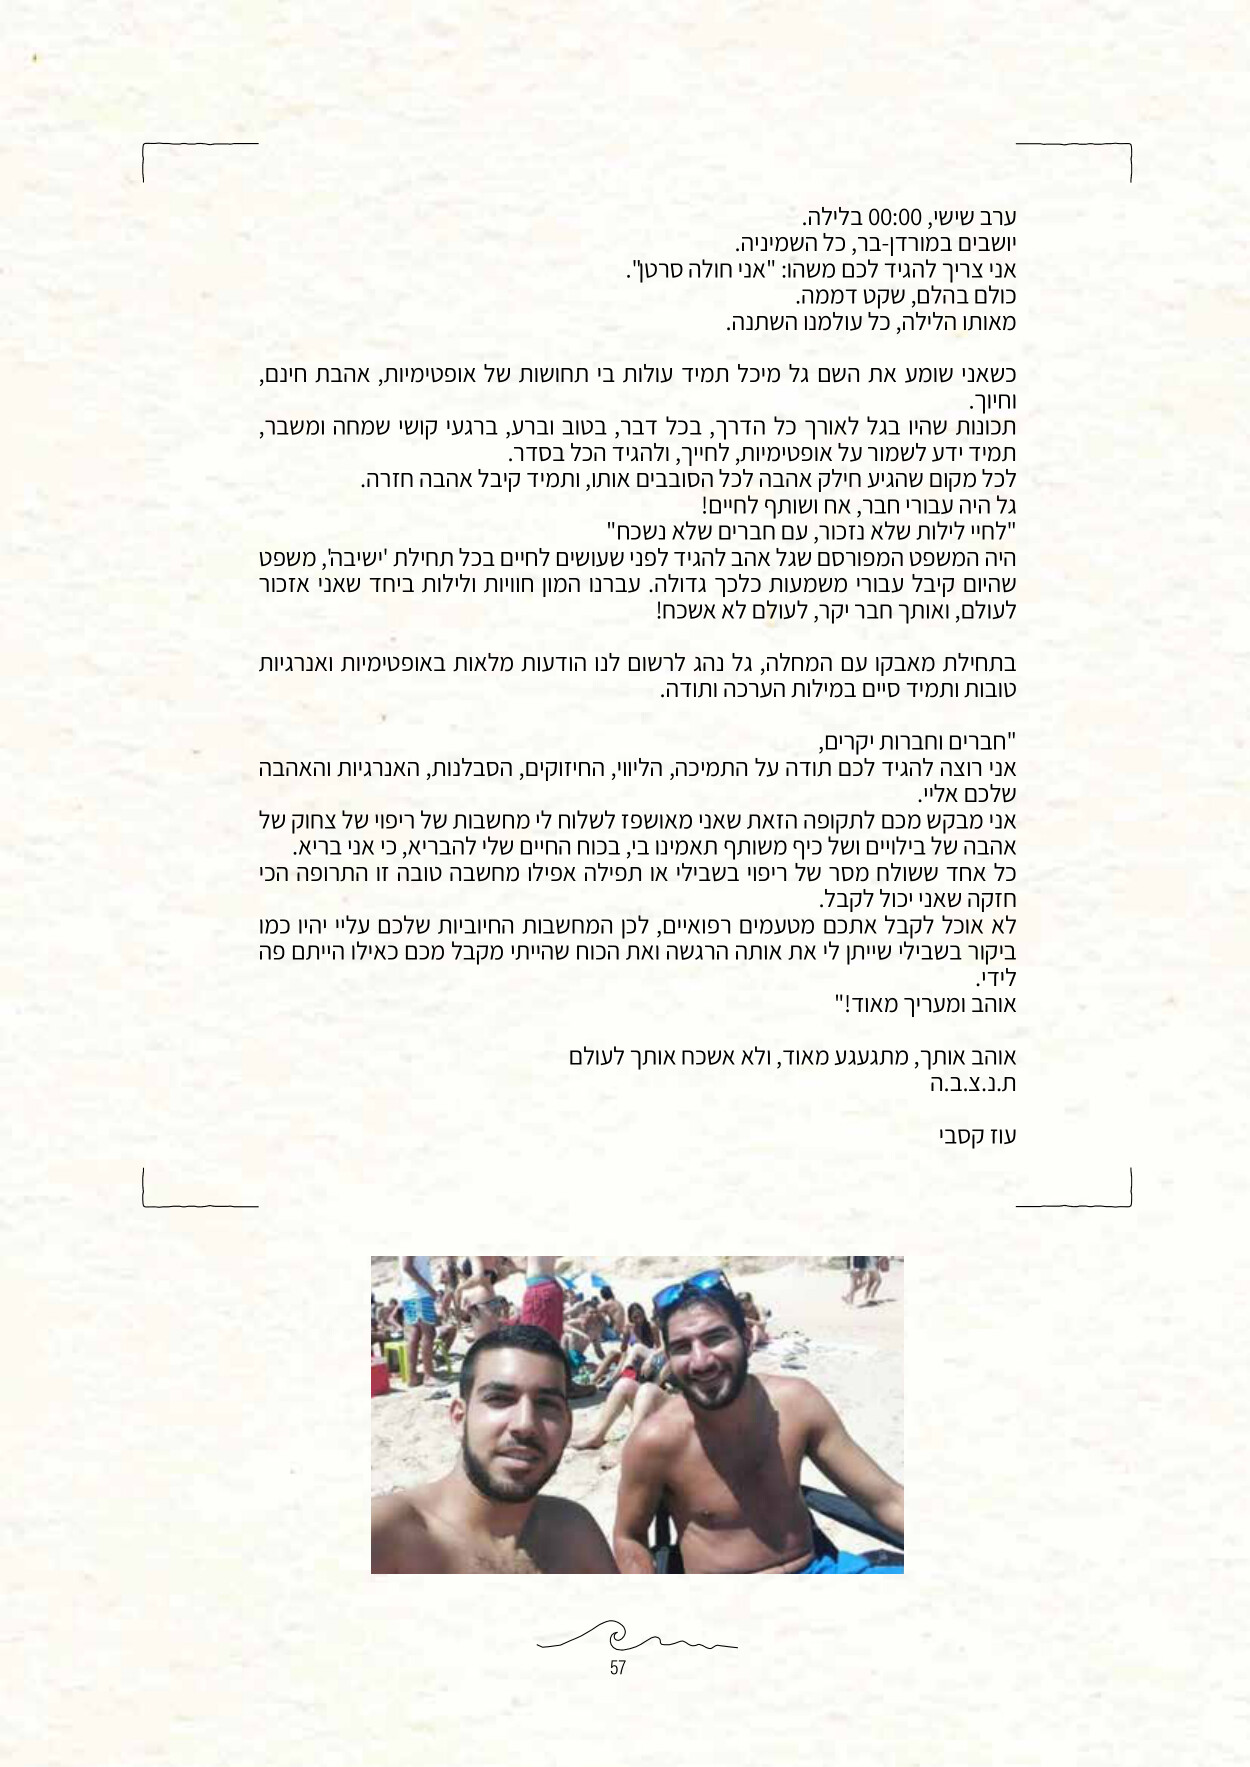 ערב שישי, 00:00 בלילה.
יושבים במורדן-בר, כל השמיניה.
אני צריך להגיד לכם משהו: "אני חולה סרטן".
כולם בהלם, שקט דממה.
מאותו הלילה, כל עולמנו השתנה.
כשאני שומע את השם גל מיכל תמיד עולות בי תחושות של אופטימיות, אהבת חינם,
וחיוך.
תכונות שהיו בגל לאורך כל הדרך, בכל דבר, בטוב וברע, ברגעי קושי שמחה ומשבר,
תמיד ידע לשמור על אופטימיות, לחייך, ולהגיד הכל בסדר.
לכל מקום שהגיע חילק אהבה לכל הסובבים אותו, ותמיד קיבל אהבה חזרה.
גל היה עבורי חבר, אח ושותף לחיים!
"לחיי לילות שלא נזכור, עם חברים שלא נשכח"
היה המשפט המפורסם שגל אהב להגיד לפני שעושים לחיים בכל תחילת 'ישיבה', משפט
שהיום קיבל עבורי משמעות כלכך גדולה. עברנו המון חוויות ולילות ביחד שאני אזכור
לעולם, ואותך חבר יקר, לעולם לא אשכח!
בתחילת מאבקו עם המחלה, גל נהג לרשום לנו הודעות מלאות באופטימיות ואנרגיות
טובות ותמיד סיים במילות הערכה ותודה.
"חברים וחברות יקרים,
אני רוצה להגיד לכם תודה על התמיכה, הליווי, החיזוקים, הסבלנות, האנרגיות והאהבה
שלכם אליי.
אני מבקש מכם לתקופה הזאת שאני מאושפז לשלוח לי מחשבות של ריפוי של צחוק של
אהבה של בילויים ושל כיף משותף תאמינו בי, בכוח החיים שלי להבריא, כי אני בריא.
כל אחד ששולח מסר של ריפוי בשבילי או תפילה אפילו מחשבה טובה זו התרופה הכי
חזקה שאני יכול לקבל.
לא אוכל לקבל אתכם מטעמים רפואיים, לכן המחשבות החיוביות שלכם עליי יהיו כמו
ביקור בשבילי שייתן לי את אותה הרגשה ואת הכוח שהייתי מקבל מכם כאילו הייתם פה
לידי.
אוהב ומעריך מאוד!"
אוהב אותך, מתגעגע מאוד, ולא אשכח אותך לעולם
ת.נ.צ.ב.ה
עוז קסבי
57